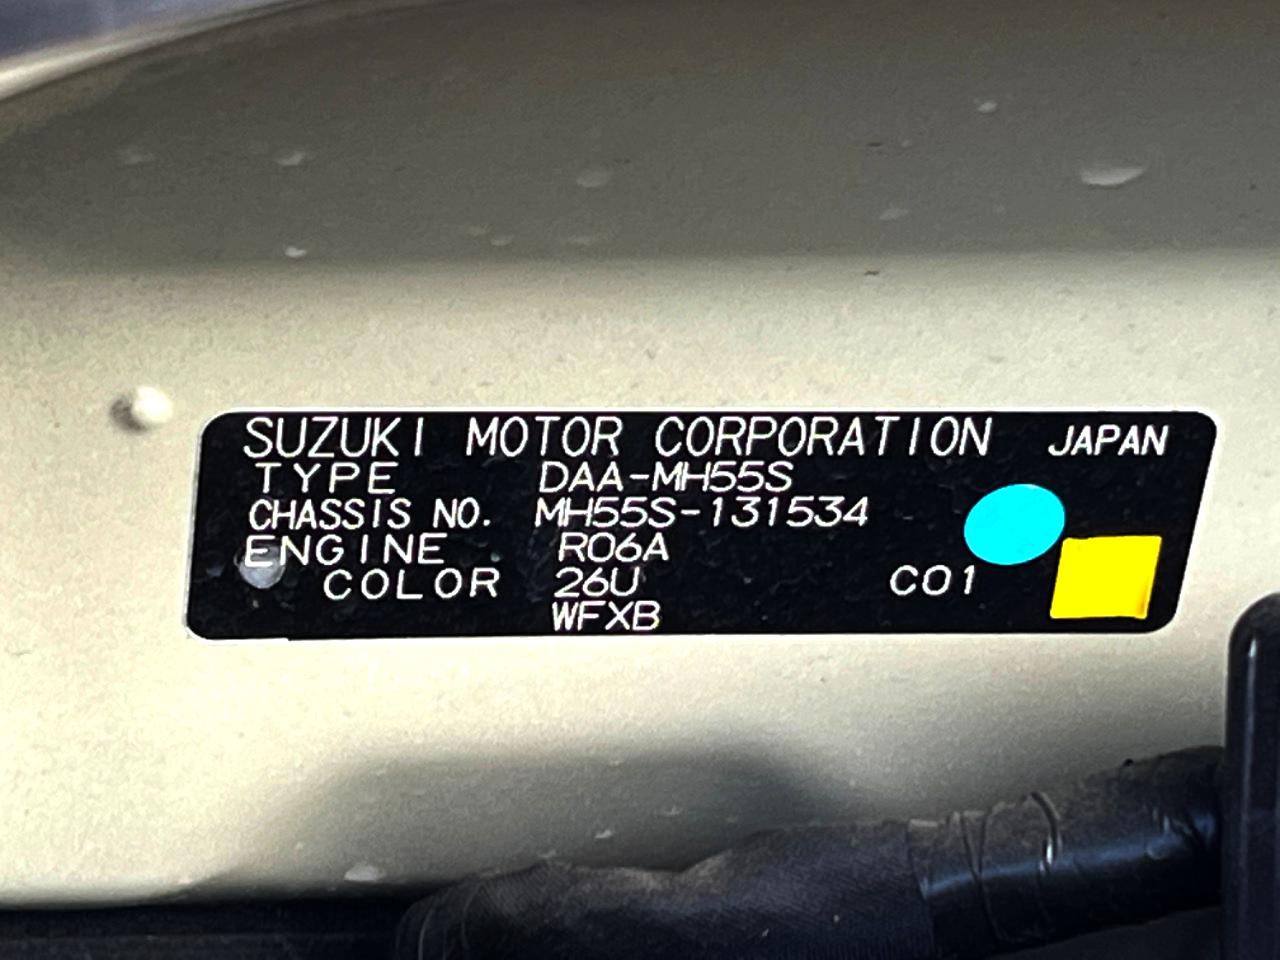 SUZUKI MOTOR CORPORATION JAPAN
TYPE DAA-MH55S
CHASSIS NO. MH55S-131534
ENGINE R06A
COLOR 26U C01
WFXB